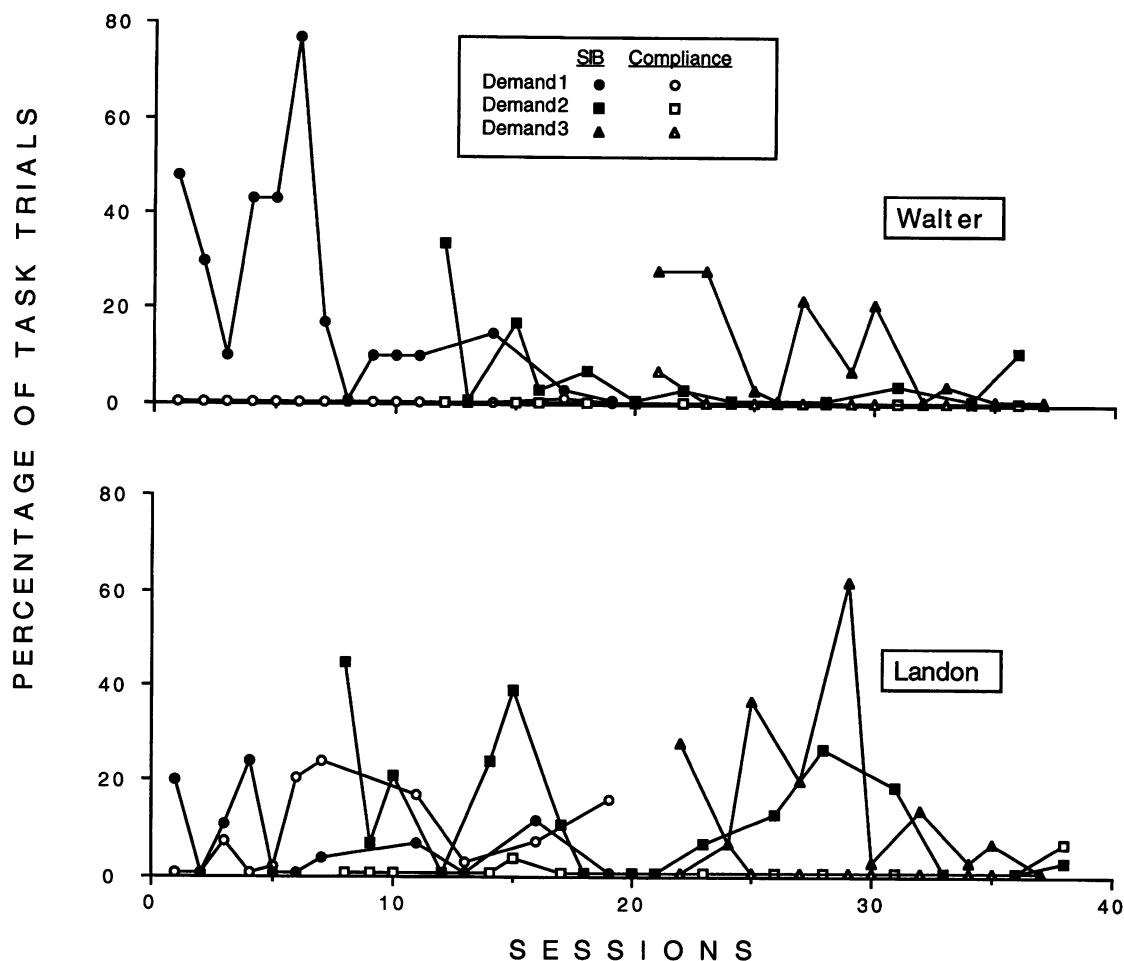 PERCENTAGE OF TASK TRIALS
80
60
40
20
0
SIB Compliance
Demand1
Demand2
Demand3
Walter
80
60
40
20
0
Landon
0 10 20 30 40
SESSIONS